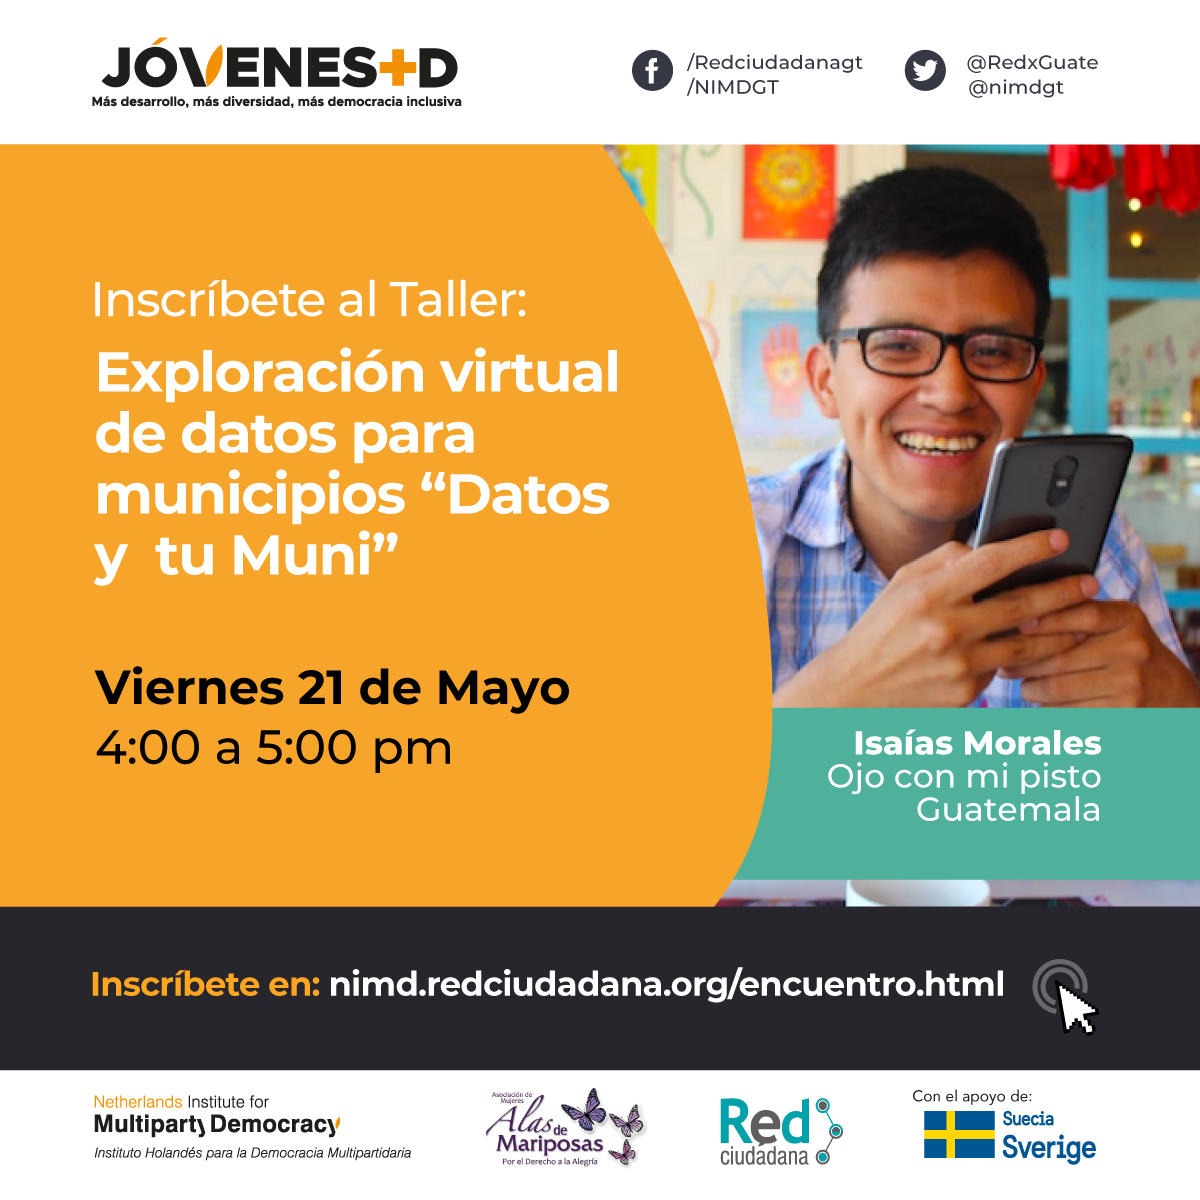 JÓVENES+D
Más desarrollo, más diversidad, más democracia inclusiva
/Redciudadanagt
/NIMDGT
@RedxGuate
@nimdgt
Inscríbete al Taller:
Exploración virtual
de datos para
municipios “Datos
y tu Muni”
Viernes 21 de Mayo
4:00 a 5:00 pm
Isaías Morales
Ojo con mi pisto
Guatemala
Inscríbete en: nimd.redciudadana.org/encuentro.html
Netherlands Institute for
Multiparty Democracy
Instituto Holandés para la Democracia Multipartidaria
Asociación de
Mujeres
Alas de
Mariposas
Por el Derecho a la Alegría
Red
ciudadana
Con el apoyo de:
Suecia
Sverige